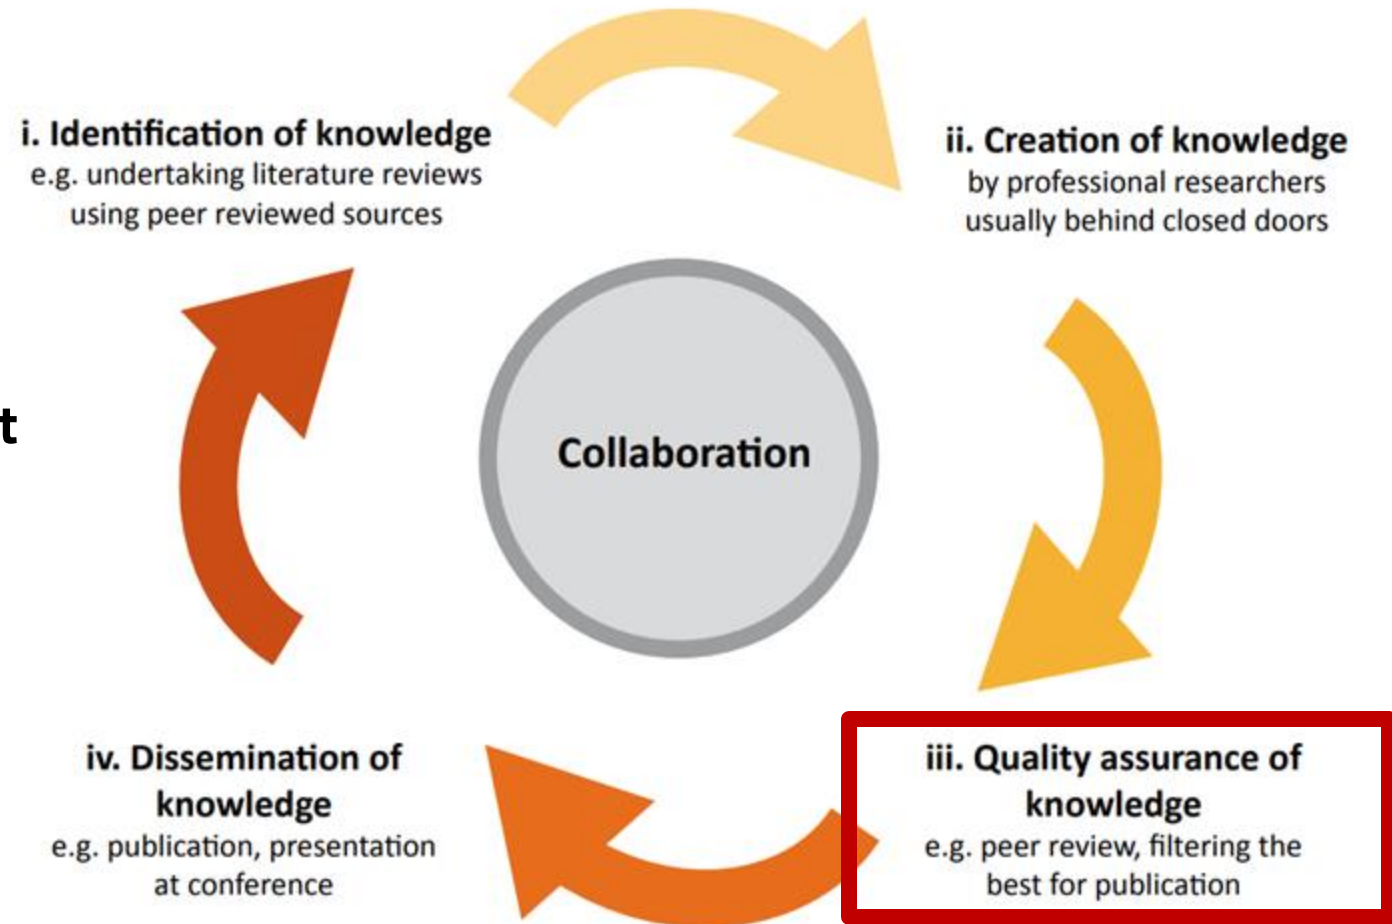 i. Identification of knowledge
e.g. undertaking literature reviews
using peer reviewed sources
ii. Creation of knowledge
by professional researchers
usually behind closed doors
t
Collaboration
iii. Quality assurance of
knowledge
e.g. peer review, filtering the
best for publication
iv. Dissemination of
knowledge
e.g. publication, presentation
at conference